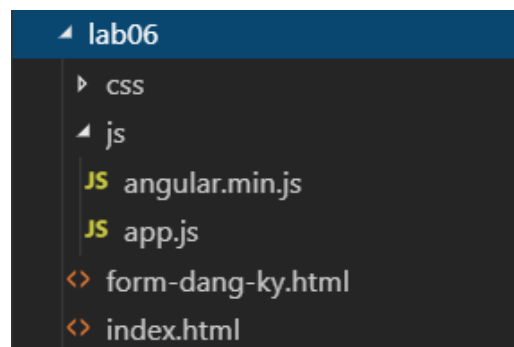 lab06
css
js
JS angular.min.js
JS app.js
<> form-dang-ky.html
<> index.html